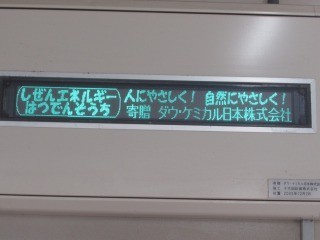 しぜんエネルギー
はつでんそうち
人にやさしく! 自然にやさしく!
寄贈 ダウ・ケミカル日本株式会社